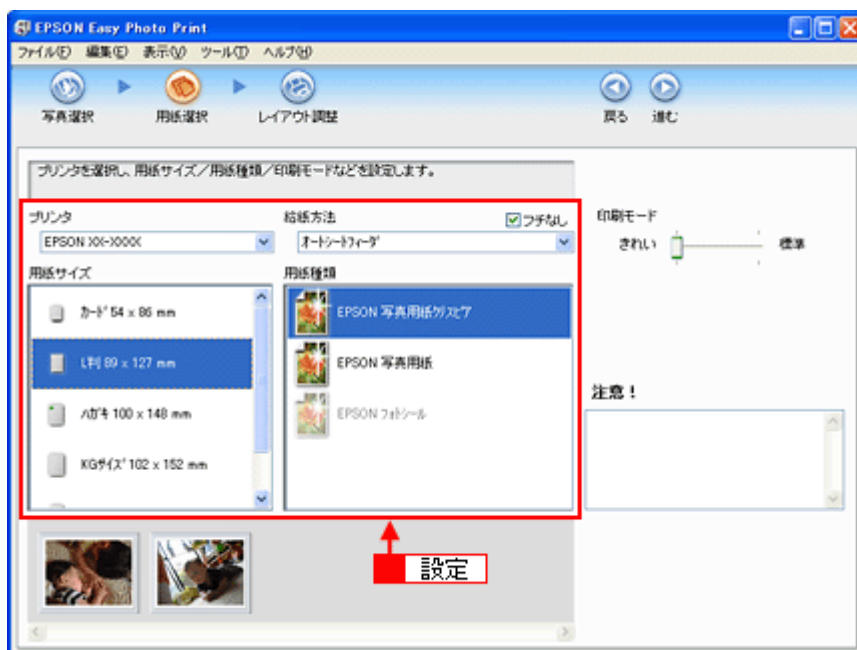 EPSON Easy Photo Print
ファイル(F) 編集(E) 表示(V) ツール(T) ヘルプ(H)
写真選択 用紙選択 レイアウト調整 戻る 進む
プリンタを選択し、用紙サイズ／用紙種類／印刷モードなどを設定します。
プリンタ
EPSON XX-XXXX
給紙方法 フチなし
オートシートフィーダ
印刷モード
きれい 標準
用紙サイズ
カード 54 x 86 mm
L判 89 x 127 mm
ハガキ 100 x 148 mm
KGサイズ 102 x 152 mm
用紙種類
EPSON 写真用紙クリスピア
EPSON 写真用紙
EPSON フォトシール
注意！
設定